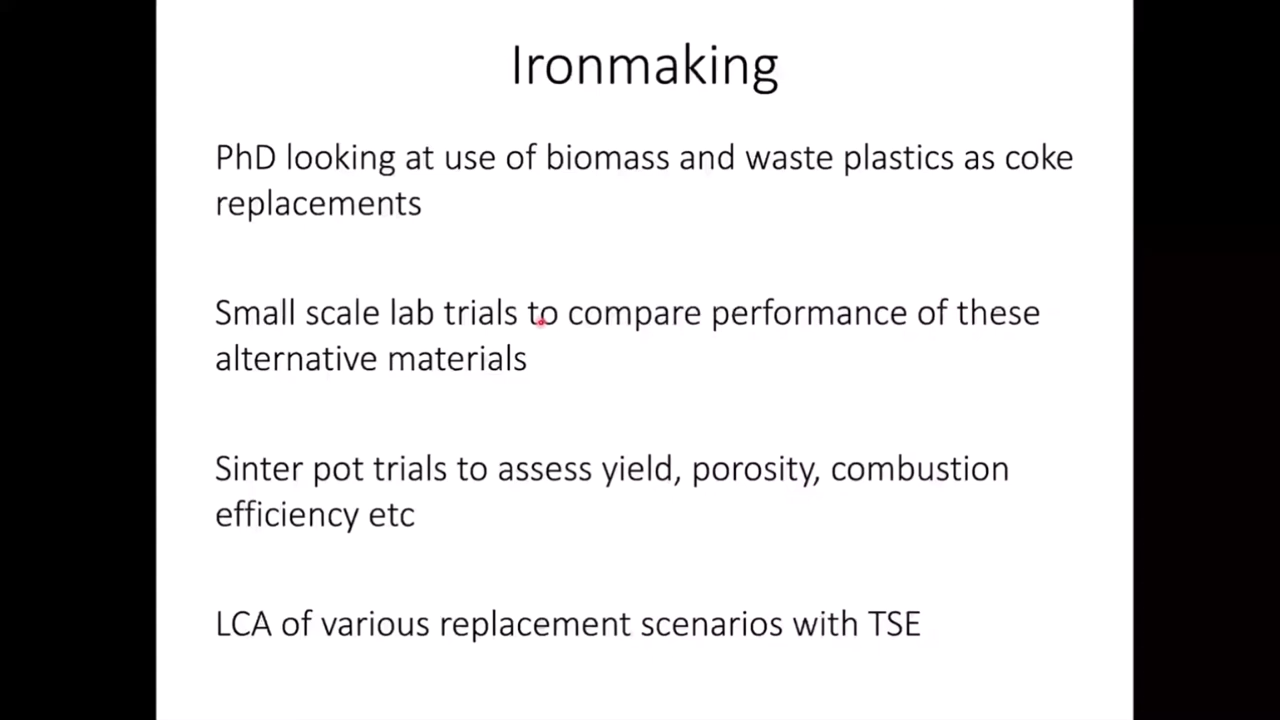 Ironmaking
PhD looking at use of biomass and waste plastics as coke
replacements
Small scale lab trials to compare performance of these
alternative materials
Sinter pot trials to assess yield, porosity, combustion
efficiency etc
LCA of various replacement scenarios with TSE